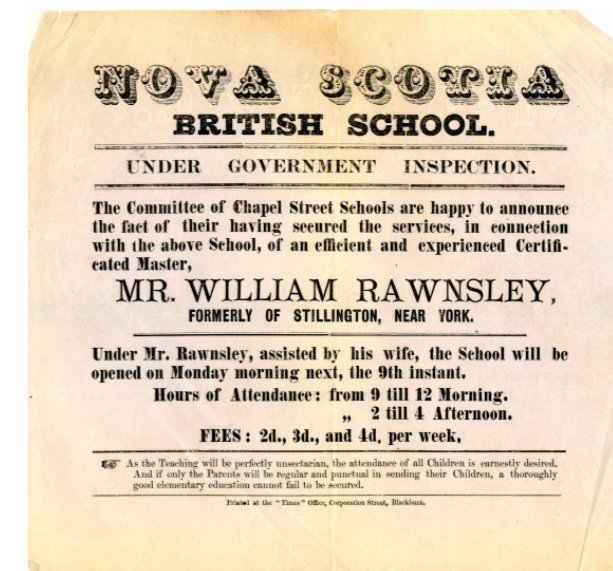 NOVA SCOTIA
BRITISH SCHOOL.
UNDER GOVERNMENT INSPECTION.
The Committee of Chapel Street Schools are happy to announce
the fact of their having secured the services, in connection
with the above School, of an efficient and experienced Certifi-
cated Master,
MR. WILLIAM RAWNSLEY,
FORMERLY OF STILLINGTON, NEAR YORK.
Under Mr. Rawnsley, assisted by his wife, the School will be
opened on Monday morning next, the 9th instant.
Hours of Attendance: from 9 till 12 Morning.
„ 2 till 4 Afternoon.
FEES: 2d., 3d., and 4d, per week,
☞ As the Teaching will be perfectly unsectarian, the attendance of all Children is earnestly desired.
And if only the Parents will be regular and punctual in sending their Children, a thoroughly
good elementary education cannot fail to be secured.
Printed at the "Times" Office, Corporation Street, Blackburn.